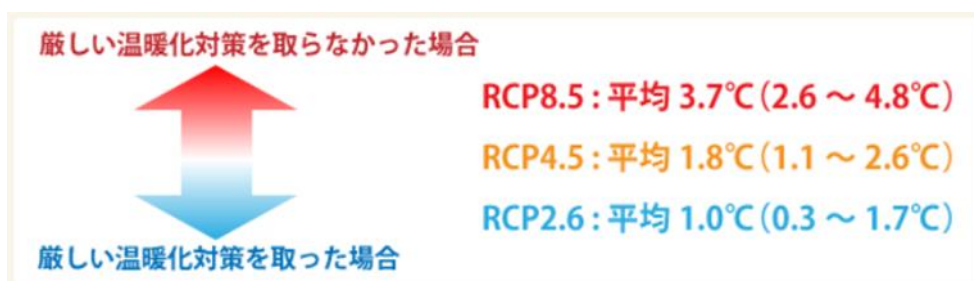 厳しい温暖化対策を取らなかった場合
RCP8.5 : 平均 3.7℃(2.6 ～ 4.8℃)
RCP4.5 : 平均 1.8℃(1.1 ～ 2.6℃)
RCP2.6 : 平均 1.0℃(0.3 ～ 1.7℃)
厳しい温暖化対策を取った場合